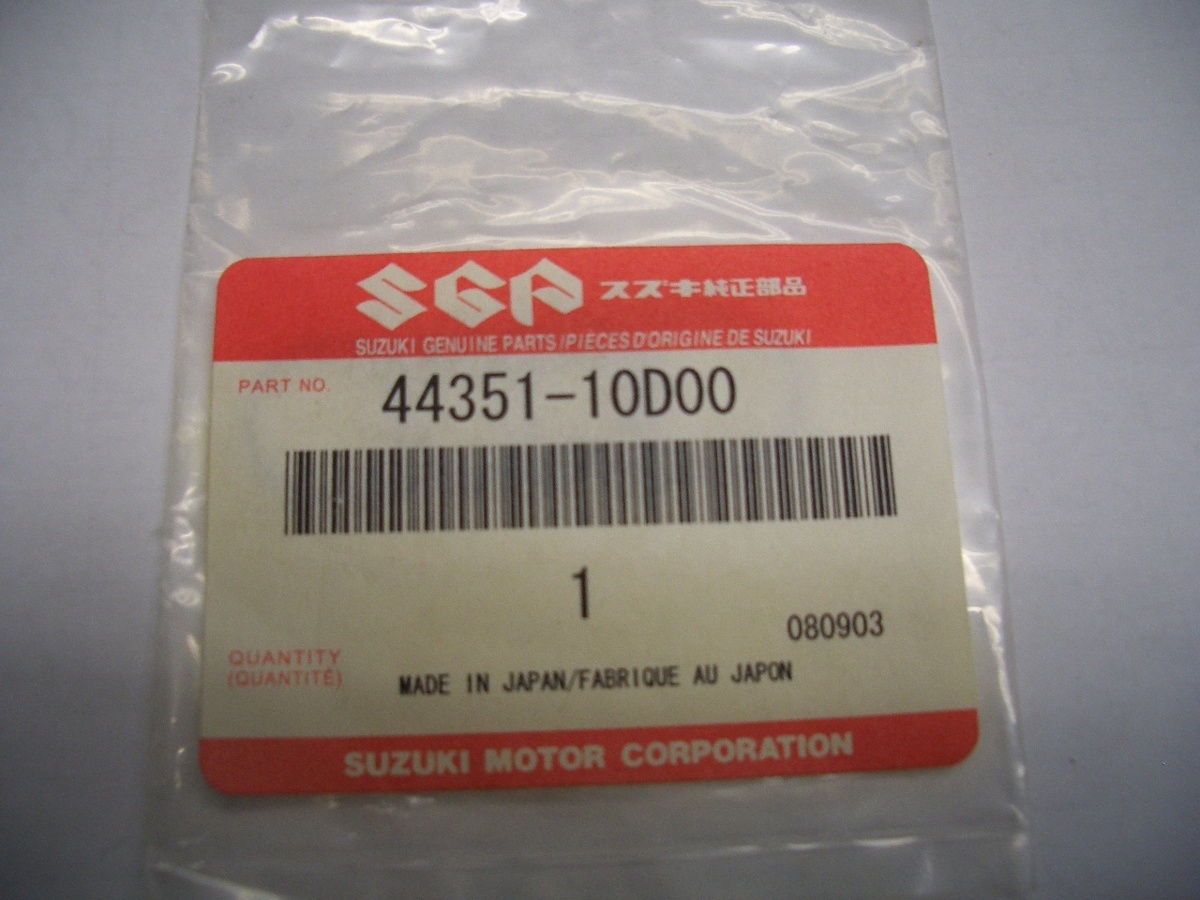 SGP スズキ純正部品
SUZUKI GENUINE PARTS/PIÈCES D'ORIGINE DE SUZUKI
PART NO. 44351-10D00
1
080903
QUANTITY
(QUANTITÉ)
MADE IN JAPAN/FABRIQUE AU JAPON
SUZUKI MOTOR CORPORATION